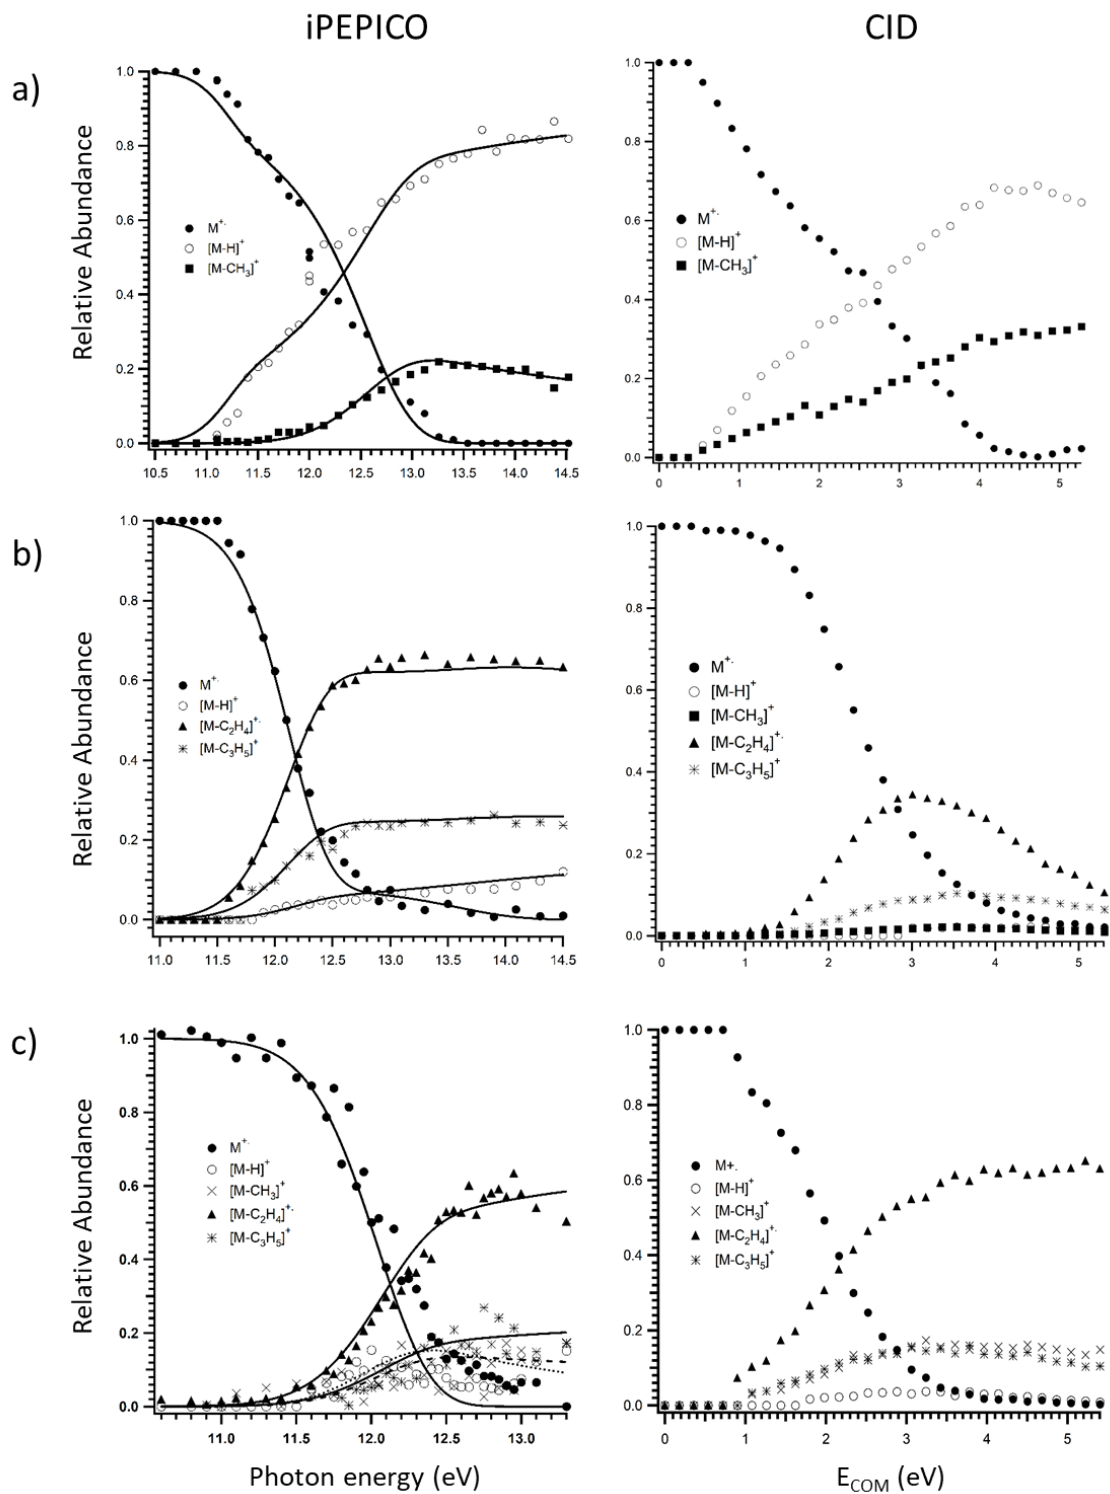 iPEPICO
CID
a)
Relative Abundance
1.0
0.8
0.6
0.4
0.2
0.0
M+·
[M-H]+
[M-CH3]+
10.5 11.0 11.5 12.0 12.5 13.0 13.5 14.0 14.5
1.0
0.8
0.6
0.4
0.2
0.0
M+·
[M-H]+
[M-CH3]+
0 1 2 3 4 5
b)
Relative Abundance
1.0
0.8
0.6
0.4
0.2
0.0
M+·
[M-H]+
[M-C2H4]+·
[M-C3H5]+
11.0 11.5 12.0 12.5 13.0 13.5 14.0 14.5
1.0
0.8
0.6
0.4
0.2
0.0
M+·
[M-H]+
[M-CH3]+
[M-C2H4]+·
[M-C3H5]+
0 1 2 3 4 5
c)
Relative Abundance
1.0
0.8
0.6
0.4
0.2
0.0
M+·
[M-H]+
[M-CH3]+
[M-C2H4]+·
[M-C3H5]+
11.0 11.5 12.0 12.5 13.0
Photon energy (eV)
1.0
0.8
0.6
0.4
0.2
0.0
M+.
[M-H]+
[M-CH3]+
[M-C2H4]+·
[M-C3H5]+
0 1 2 3 4 5
ECOM (eV)